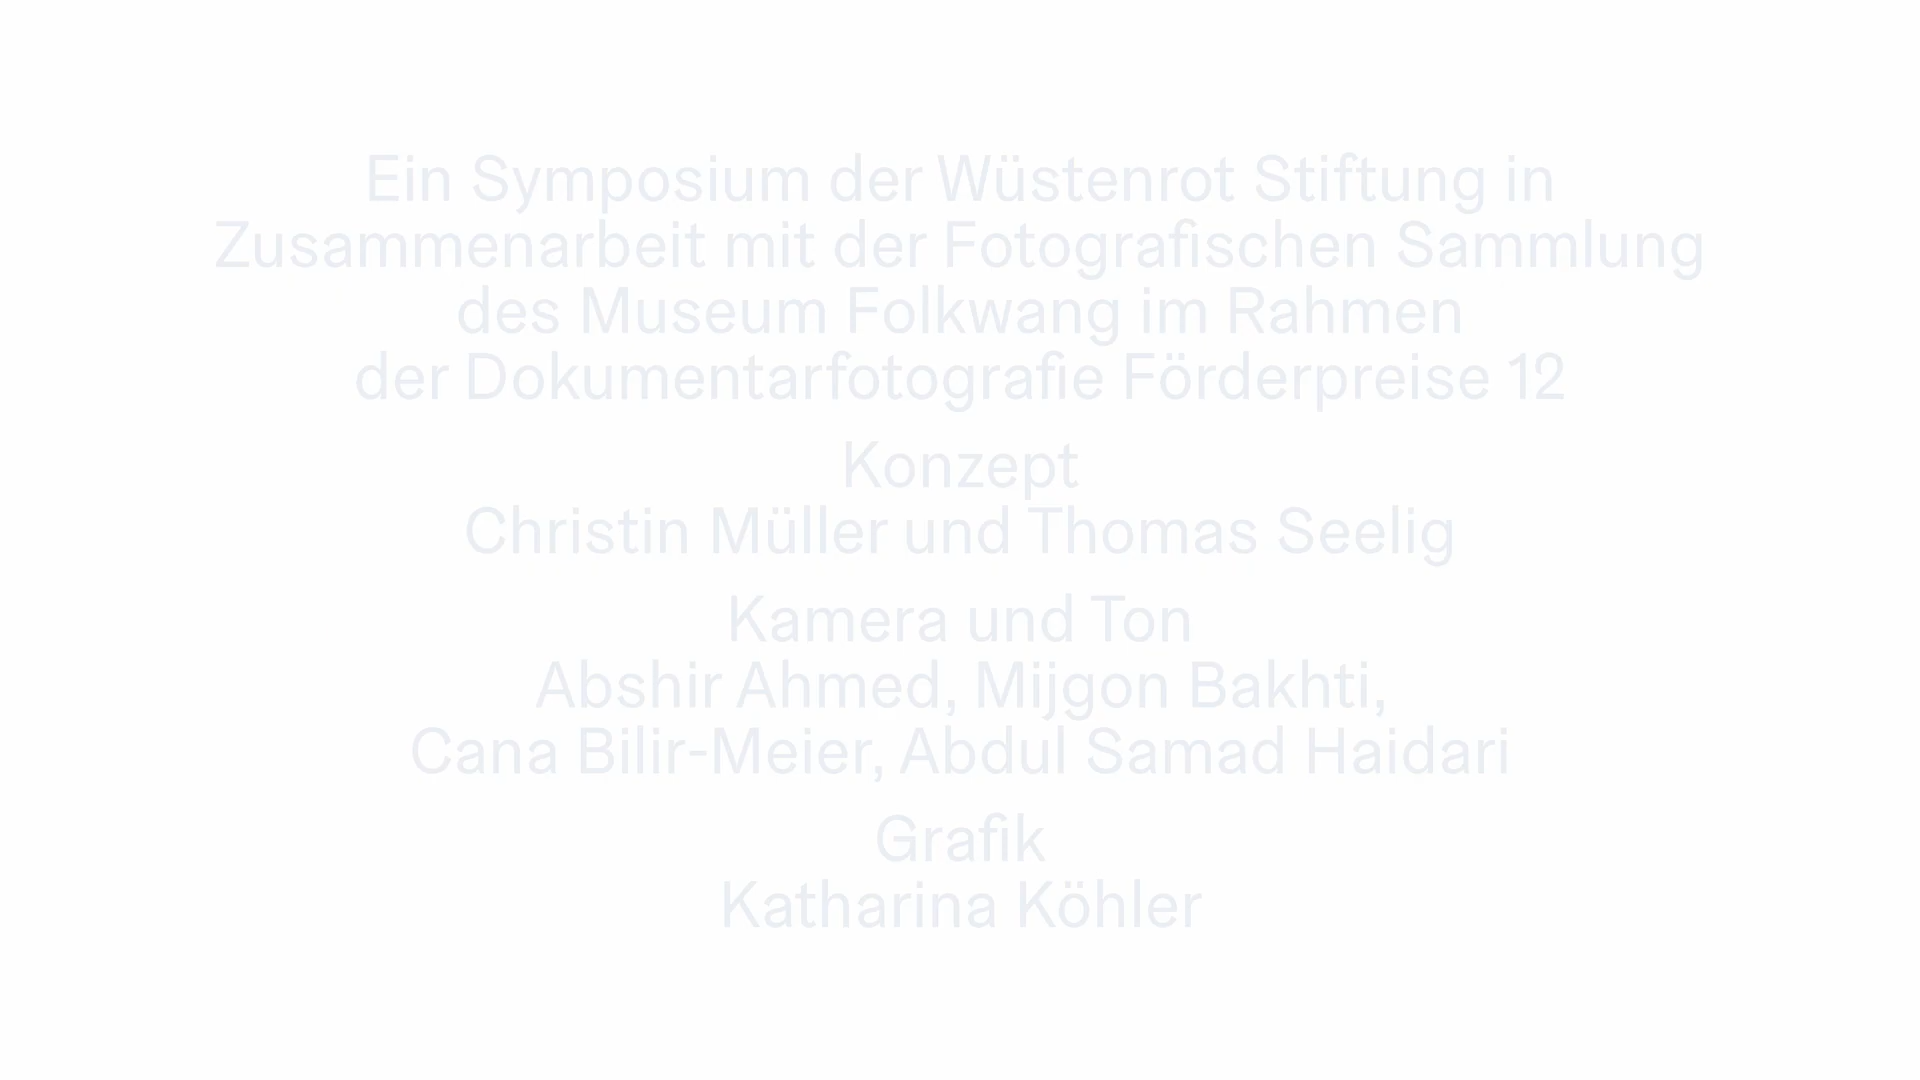 Ein Symposium der Wüstenrot Stiftung in
Zusammenarbeit mit der Fotografischen Sammlung
des Museum Folkwang im Rahmen
der Dokumentarfotografie Förderpreise 12
Konzept
Christin Müller und Thomas Seelig
Kamera und Ton
Abshir Ahmed, Mijgon Bakhti,
Cana Bilir-Meier, Abdul Samad Haidari
Grafik
Katharina Köhler